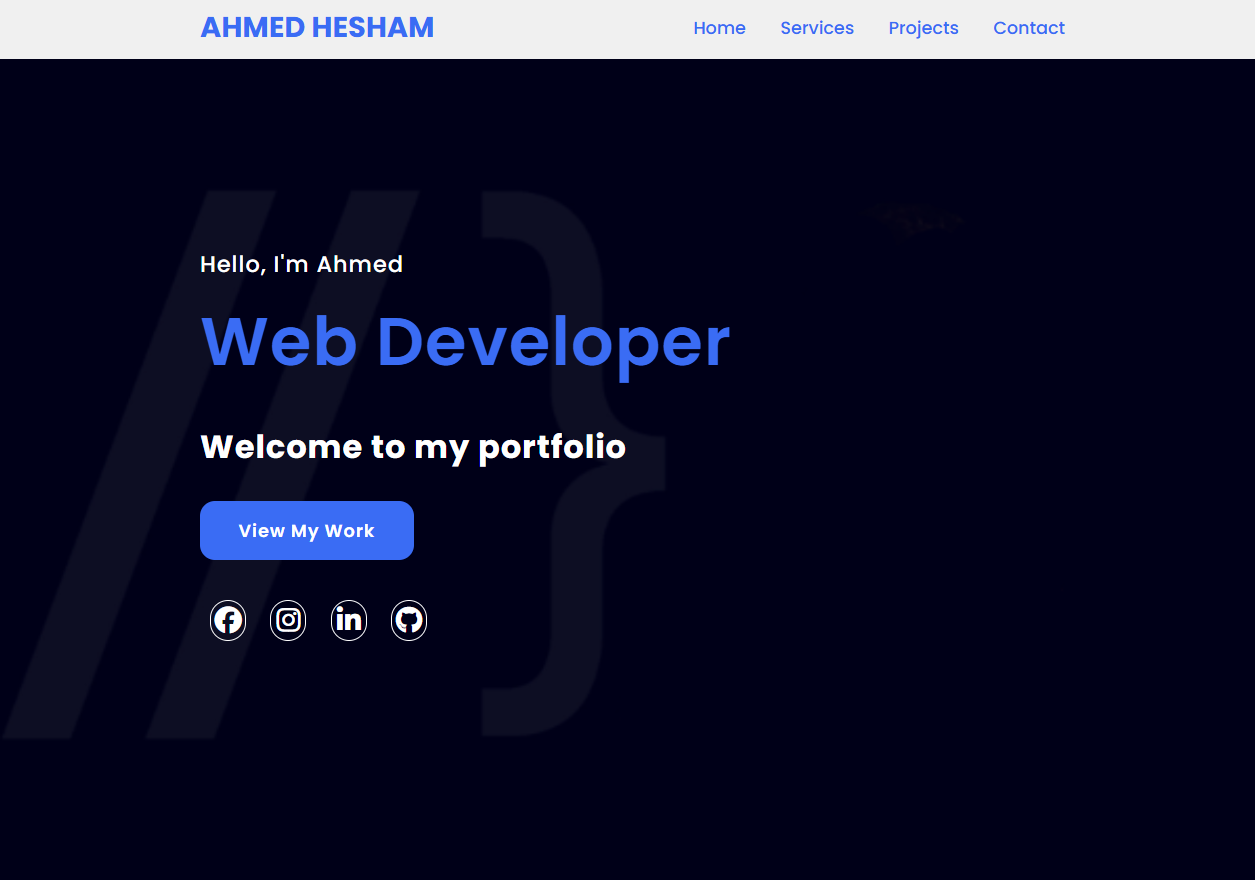 AHMED HESHAM
Home Services Projects Contact
Hello, I'm Ahmed
Web Developer
Welcome to my portfolio
View My Work